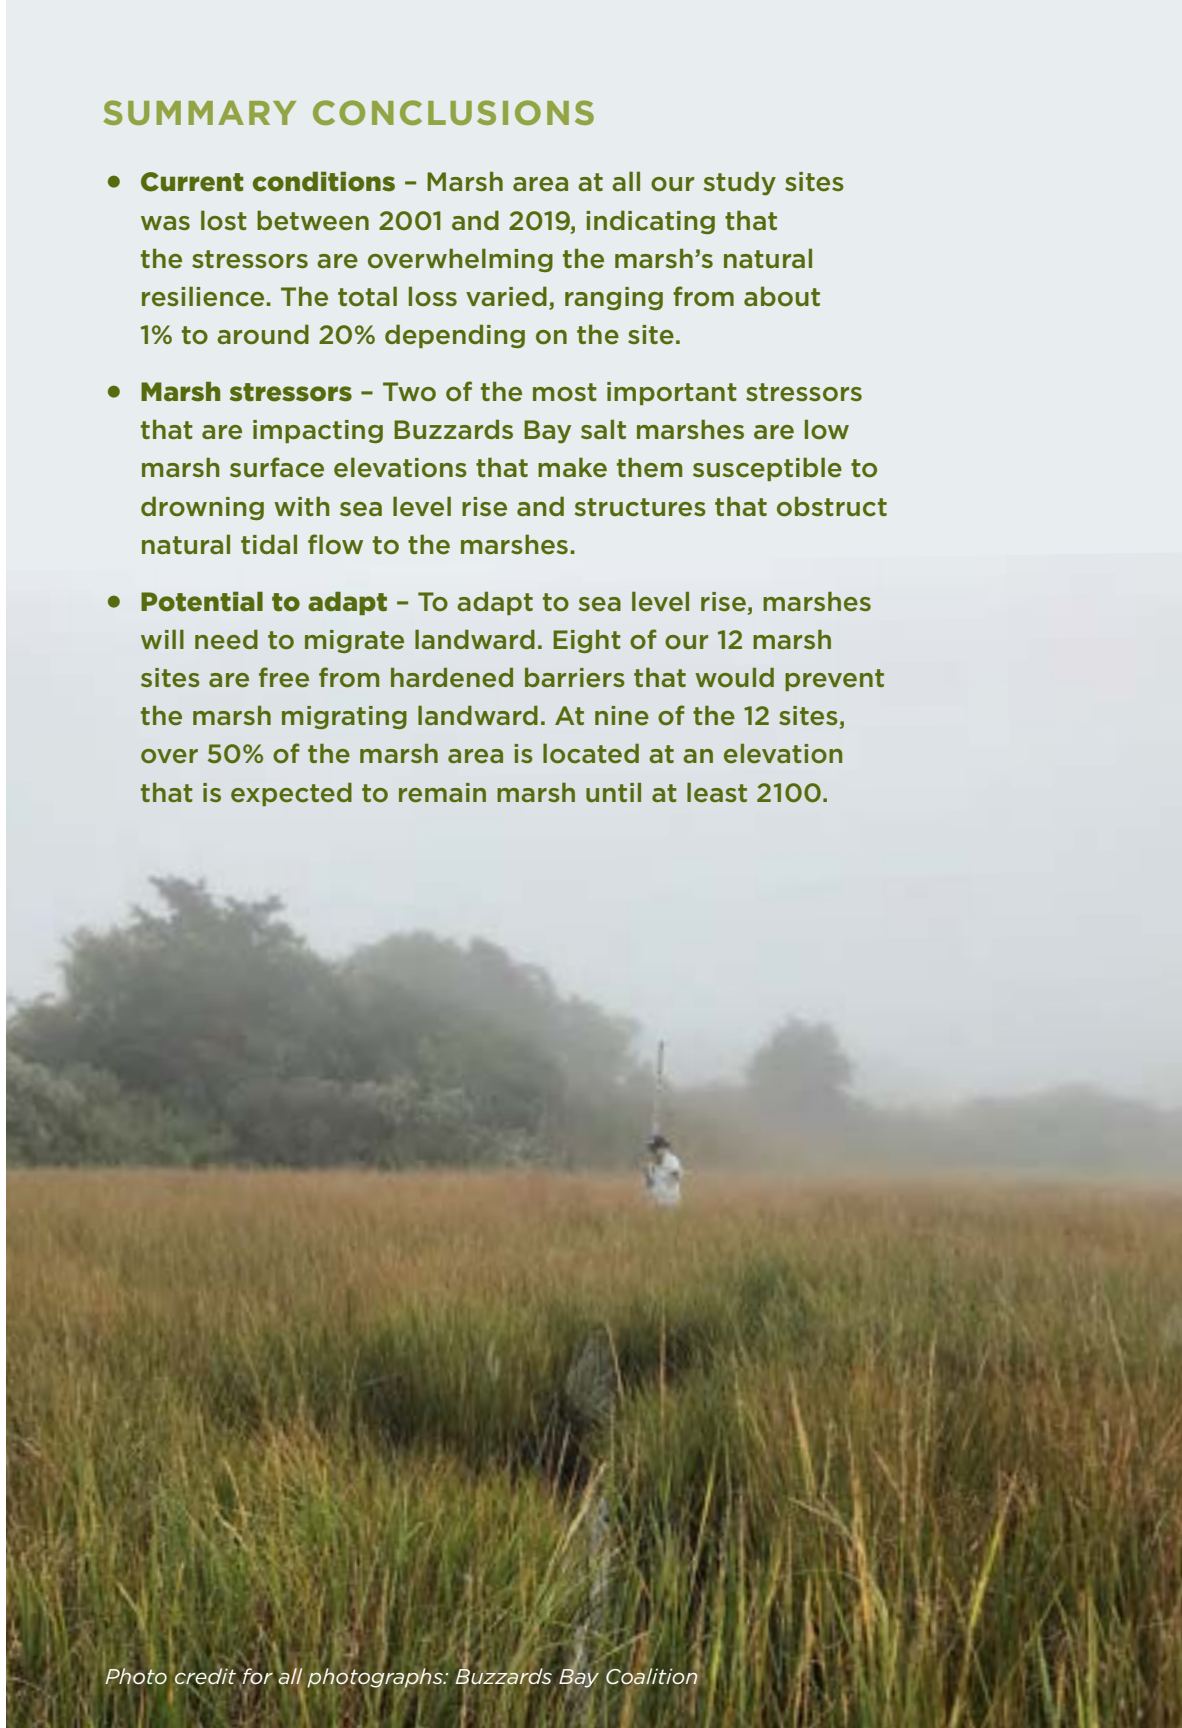 SUMMARY CONCLUSIONS
• Current conditions – Marsh area at all our study sites
was lost between 2001 and 2019, indicating that
the stressors are overwhelming the marsh’s natural
resilience. The total loss varied, ranging from about
1% to around 20% depending on the site.
• Marsh stressors – Two of the most important stressors
that are impacting Buzzards Bay salt marshes are low
marsh surface elevations that make them susceptible to
drowning with sea level rise and structures that obstruct
natural tidal flow to the marshes.
• Potential to adapt – To adapt to sea level rise, marshes
will need to migrate landward. Eight of our 12 marsh
sites are free from hardened barriers that would prevent
the marsh migrating landward. At nine of the 12 sites,
over 50% of the marsh area is located at an elevation
that is expected to remain marsh until at least 2100.
Photo credit for all photographs: Buzzards Bay Coalition